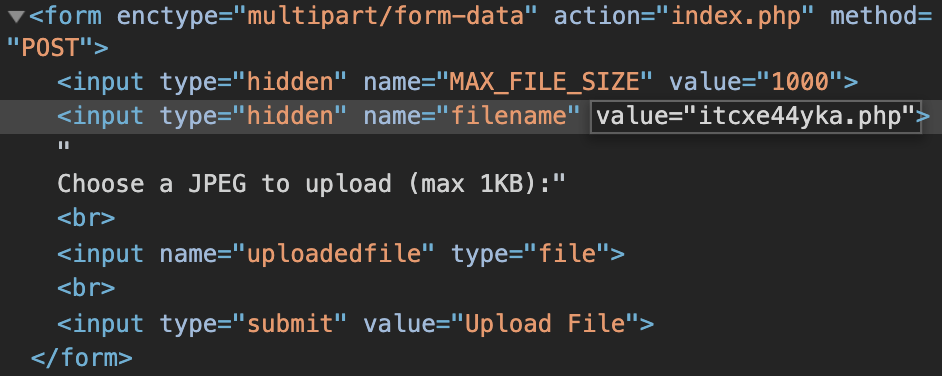 ▼<form enctype="multipart/form-data" action="index.php" method=
"POST">
<input type="hidden" name="MAX_FILE_SIZE" value="1000">
<input type="hidden" name="filename" value="itcxe44yka.php">
"
Choose a JPEG to upload (max 1KB):"
<br>
<input name="uploadedfile" type="file">
<br>
<input type="submit" value="Upload File">
</form>